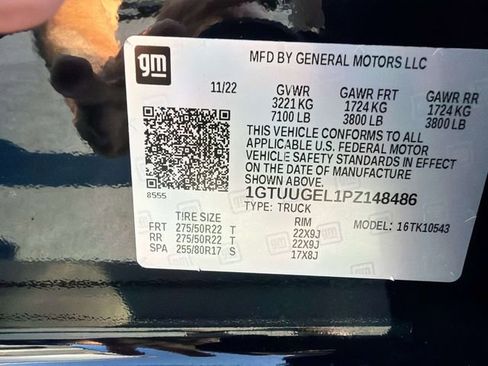 gm
MFD BY GENERAL MOTORS LLC
11/22 GVWR GAWR FRT GAWR RR
3221 KG 1724 KG 1724 KG
7100 LB 3800 LB 3800 LB
THIS VEHICLE CONFORMS TO ALL
APPLICABLE U.S. FEDERAL MOTOR
VEHICLE SAFETY STANDARDS IN EFFECT
ON THE DATE OF MANUFACTURE
SHOWN ABOVE.
1GTUUGEL1PZ148486
8555
TYPE: TRUCK
TIRE SIZE RIM MODEL: 16TK10543
FRT 275/50R22 T 22X9J
RR 275/50R22 T 22X9J
SPA 255/80R17 S 17X8J